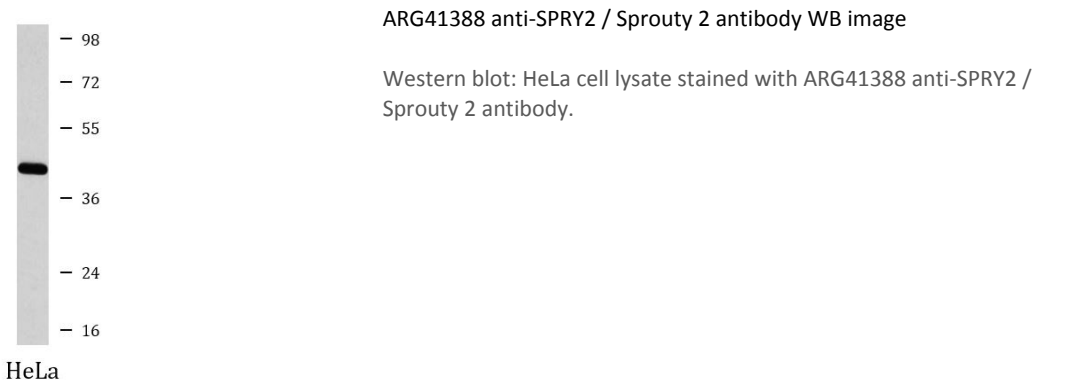 98
72
55
36
24
16
HeLa
ARG41388 anti-SPRY2 / Sprouty 2 antibody WB image
Western blot: HeLa cell lysate stained with ARG41388 anti-SPRY2 /
Sprouty 2 antibody.